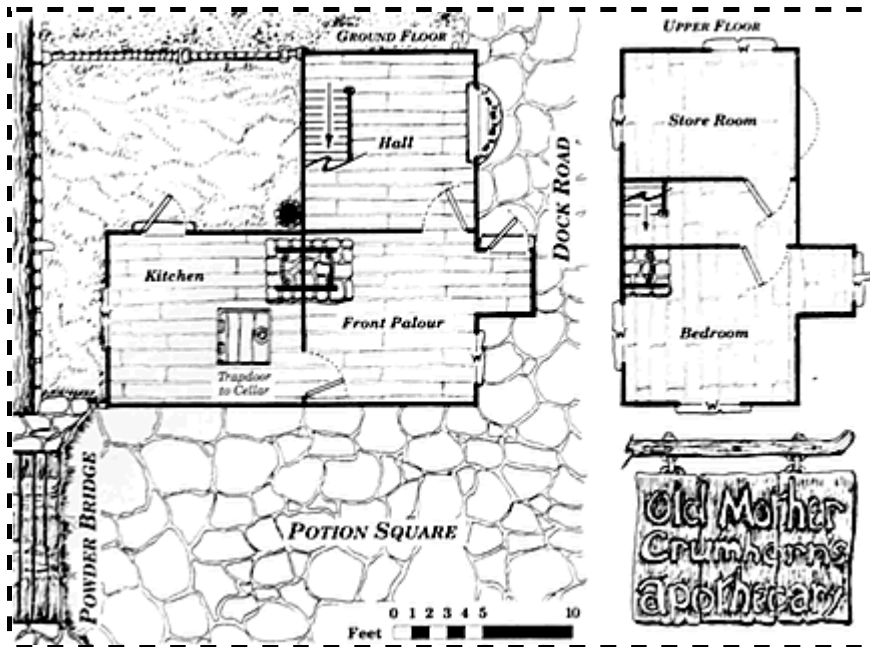 GROUND FLOOR
UPPER FLOOR
Store Room
Hall
DOCK ROAD
Kitchen
Front Palour
Bedroom
Trapdoor
to Cellar
POWDER BRIDGE
POTION SQUARE
Old Mother
Crumhorn's
apothecary
0 1 2 3 4 5 10
Feet
W
W
W
W
W
W
W